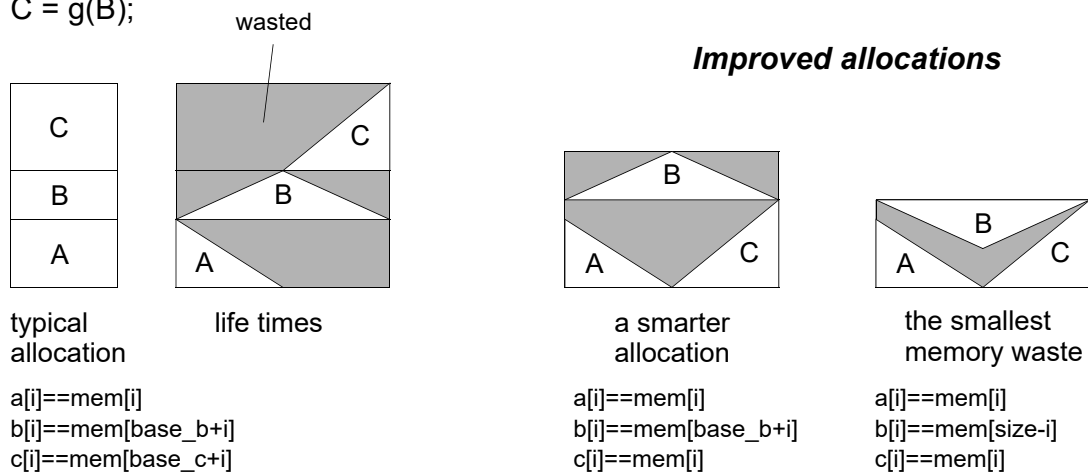 C = g(B);
wasted
Improved allocations
C
B
A
C
B
A
B
A
C
B
A
C
typical
allocation
life times
a smarter
allocation
the smallest
memory waste
a[i]==mem[i]
b[i]==mem[base_b+i]
c[i]==mem[base_c+i]
a[i]==mem[i]
b[i]==mem[base_b+i]
c[i]==mem[i]
a[i]==mem[i]
b[i]==mem[size-i]
c[i]==mem[i]